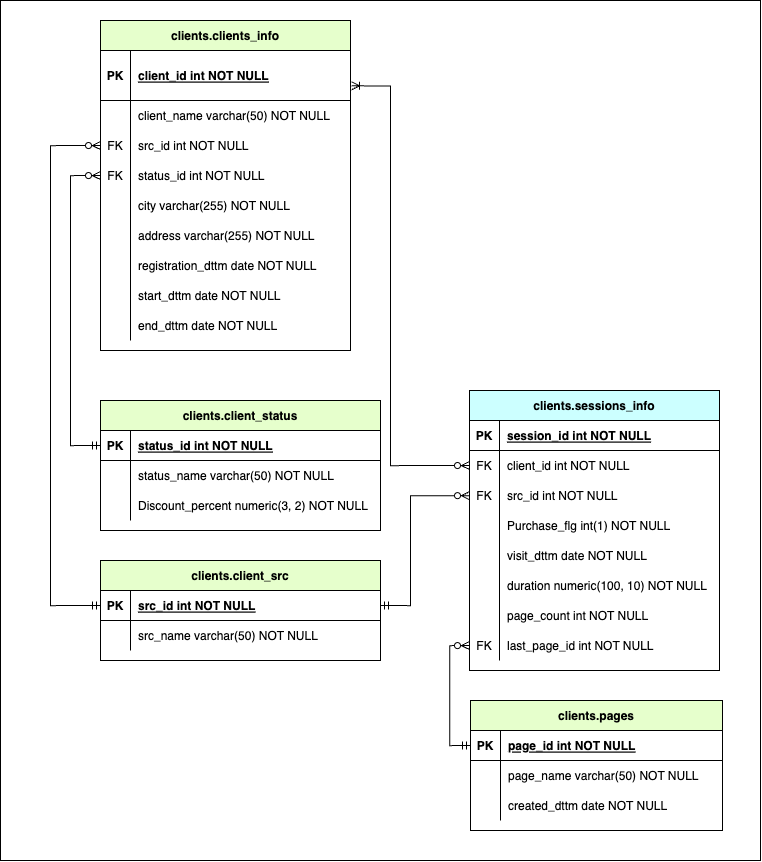 clients.clients_info
PK client_id int NOT NULL
client_name varchar(50) NOT NULL
FK src_id int NOT NULL
FK status_id int NOT NULL
city varchar(255) NOT NULL
address varchar(255) NOT NULL
registration_dttm date NOT NULL
start_dttm date NOT NULL
end_dttm date NOT NULL
clients.client_status
PK status_id int NOT NULL
status_name varchar(50) NOT NULL
Discount_percent numeric(3, 2) NOT NULL
clients.client_src
PK src_id int NOT NULL
src_name varchar(50) NOT NULL
clients.sessions_info
PK session_id int NOT NULL
FK client_id int NOT NULL
FK src_id int NOT NULL
Purchase_flg int(1) NOT NULL
visit_dttm date NOT NULL
duration numeric(100, 10) NOT NULL
page_count int NOT NULL
FK last_page_id int NOT NULL
clients.pages
PK page_id int NOT NULL
page_name varchar(50) NOT NULL
created_dttm date NOT NULL